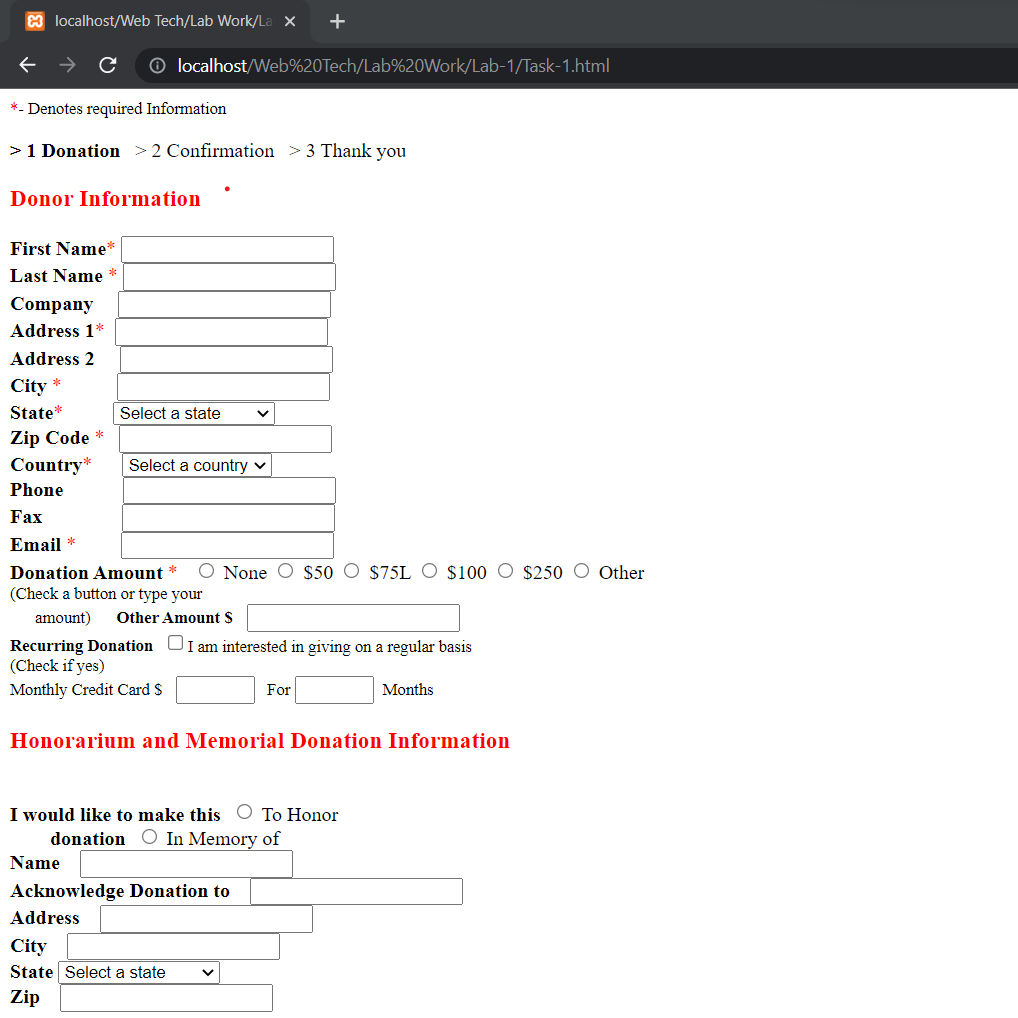 localhost/Web Tech/Lab Work/La
localhost/Web%20Tech/Lab%20Work/Lab-1/Task-1.html
*- Denotes required Information
> 1 Donation > 2 Confirmation > 3 Thank you
Donor Information
First Name*
Last Name *
Company
Address 1*
Address 2
City *
State* Select a state
Zip Code *
Country* Select a country
Phone
Fax
Email *
Donation Amount * None $50 $75L $100 $250 Other
(Check a button or type your
amount) Other Amount $
Recurring Donation I am interested in giving on a regular basis
(Check if yes)
Monthly Credit Card $ For Months
Honorarium and Memorial Donation Information
I would like to make this To Honor
donation In Memory of
Name
Acknowledge Donation to
Address
City
State Select a state
Zip